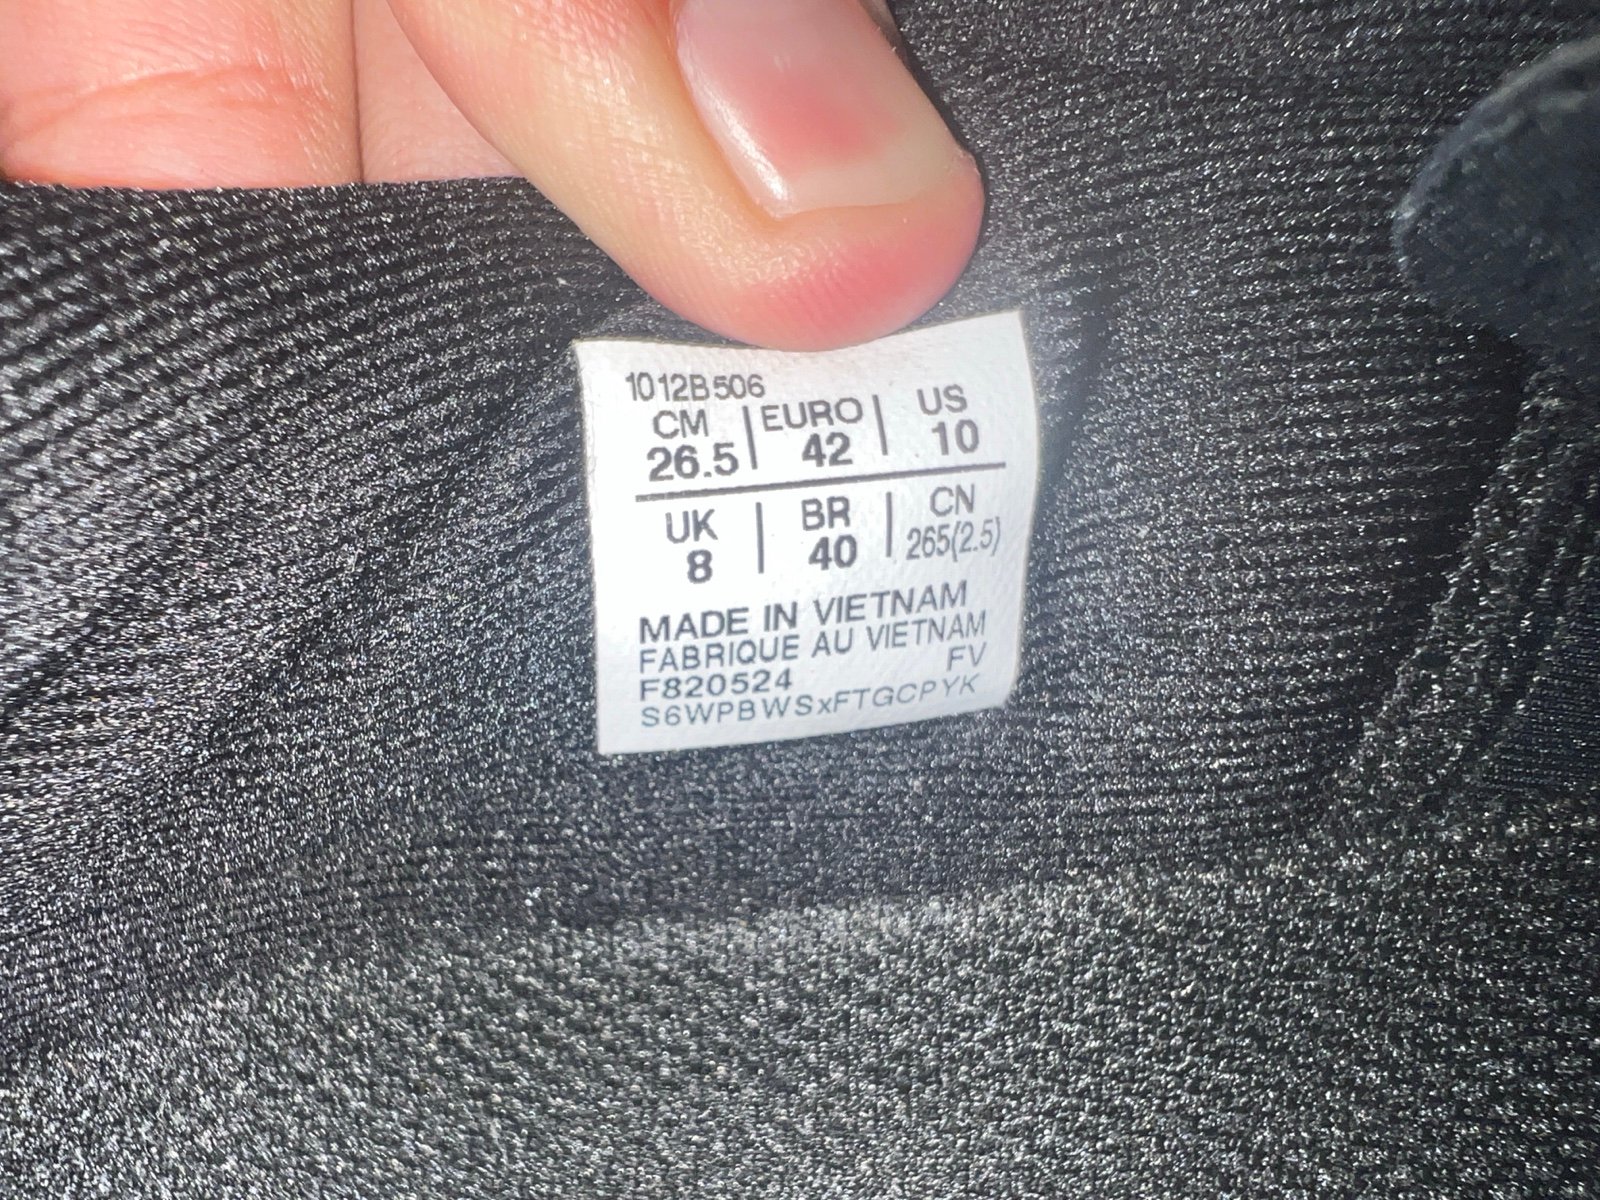 1012B506
CM | EURO | US
26.5 | 42 | 10
UK | BR | CN
8 | 40 | 265(2.5)
MADE IN VIETNAM
FABRIQUE AU VIETNAM
F820524 FV
S6WPBWSxFTGCPYK